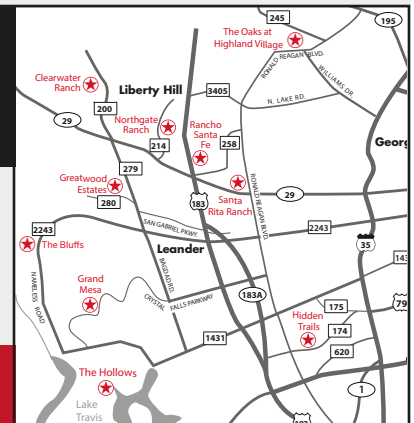 245
195
The Oaks at
Highland Village
RONALD REAGAN BLVD.
WILLIAMS DR.
Clearwater
Ranch
Liberty Hill
3405
N. LAKE RD.
200
29
Northgate
Ranch
214
Rancho
Santa
Fe
258
Georg
279
Greatwood
Estates
280
183
Santa
Rita Ranch
RONALD REAGAN BLVD.
29
2243
SAN GABRIEL PKWY.
2243
The Bluffs
Leander
35
143
NAMELESS ROAD
BAGDAD RD.
Grand
Mesa
CRYSTAL FALLS PARKWAY
183A
175
79
Hidden
Trails
174
1431
620
The Hollows
Lake
Travis
1
183